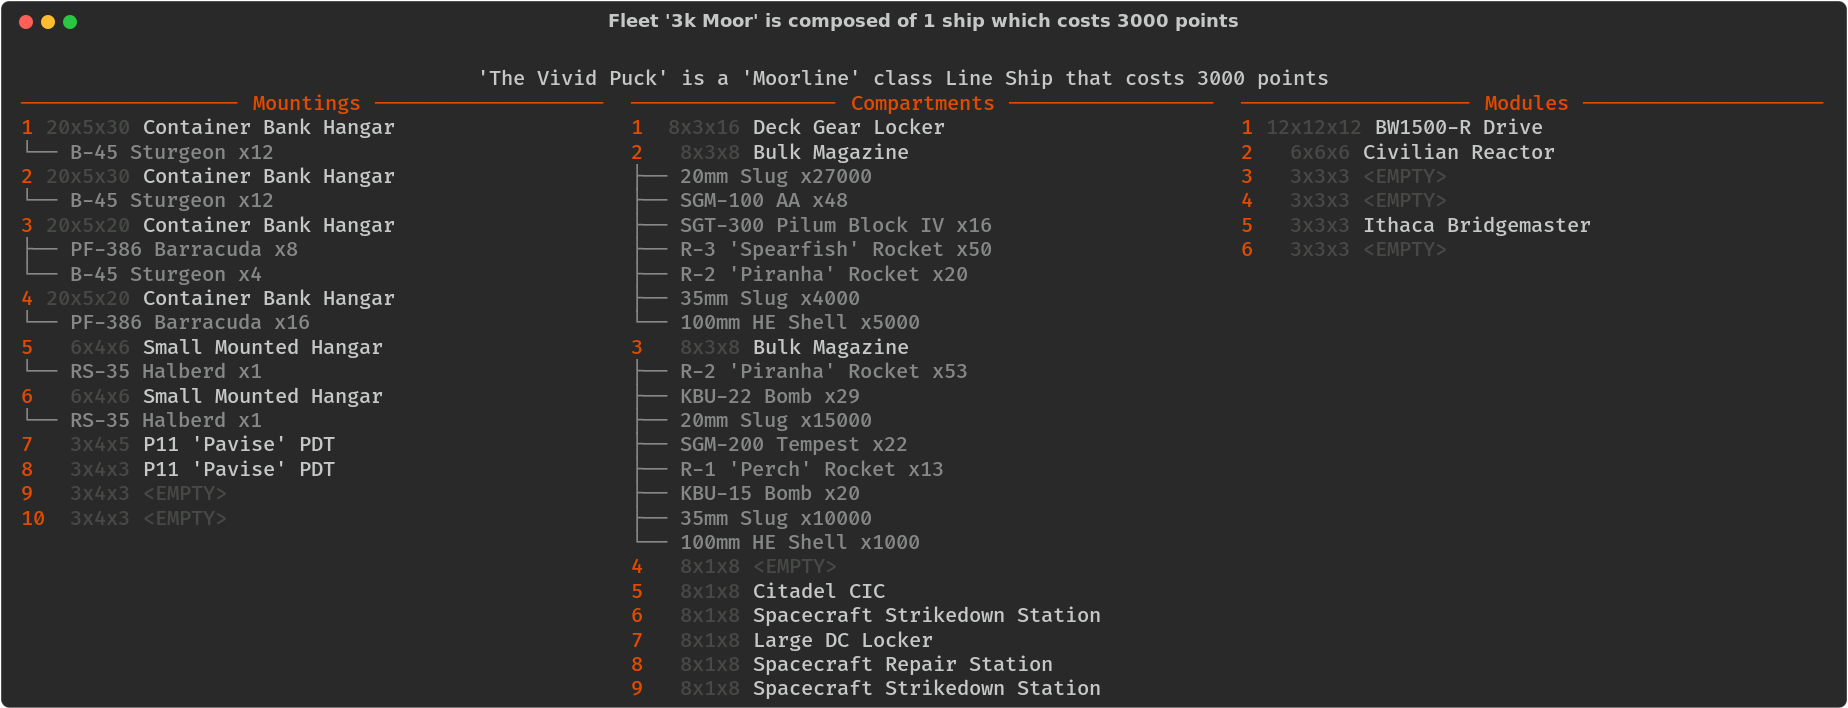 Fleet '3k Moor' is composed of 1 ship which costs 3000 points
'The Vivid Puck' is a 'Moorline' class Line Ship that costs 3000 points
Mountings
1 20x5x30 Container Bank Hangar
B-45 Sturgeon x12
2 20x5x30 Container Bank Hangar
B-45 Sturgeon x12
3 20x5x20 Container Bank Hangar
PF-386 Barracuda x8
B-45 Sturgeon x4
4 20x5x20 Container Bank Hangar
PF-386 Barracuda x16
5 6x4x6 Small Mounted Hangar
RS-35 Halberd x1
6 6x4x6 Small Mounted Hangar
RS-35 Halberd x1
7 3x4x5 P11 'Pavise' PDT
8 3x4x3 P11 'Pavise' PDT
9 3x4x3 <EMPTY>
10 3x4x3 <EMPTY>
Compartments
1 8x3x16 Deck Gear Locker
2 8x3x8 Bulk Magazine
20mm Slug x27000
SGM-100 AA x48
SGT-300 Pilum Block IV x16
R-3 'Spearfish' Rocket x50
R-2 'Piranha' Rocket x20
35mm Slug x4000
100mm HE Shell x5000
3 8x3x8 Bulk Magazine
R-2 'Piranha' Rocket x53
KBU-22 Bomb x29
20mm Slug x15000
SGM-200 Tempest x22
R-1 'Perch' Rocket x13
KBU-15 Bomb x20
35mm Slug x10000
100mm HE Shell x1000
4 8x1x8 <EMPTY>
5 8x1x8 Citadel CIC
6 8x1x8 Spacecraft Strikedown Station
7 8x1x8 Large DC Locker
8 8x1x8 Spacecraft Repair Station
9 8x1x8 Spacecraft Strikedown Station
Modules
1 12x12x12 BW1500-R Drive
2 6x6x6 Civilian Reactor
3 3x3x3 <EMPTY>
4 3x3x3 <EMPTY>
5 3x3x3 Ithaca Bridgemaster
6 3x3x3 <EMPTY>